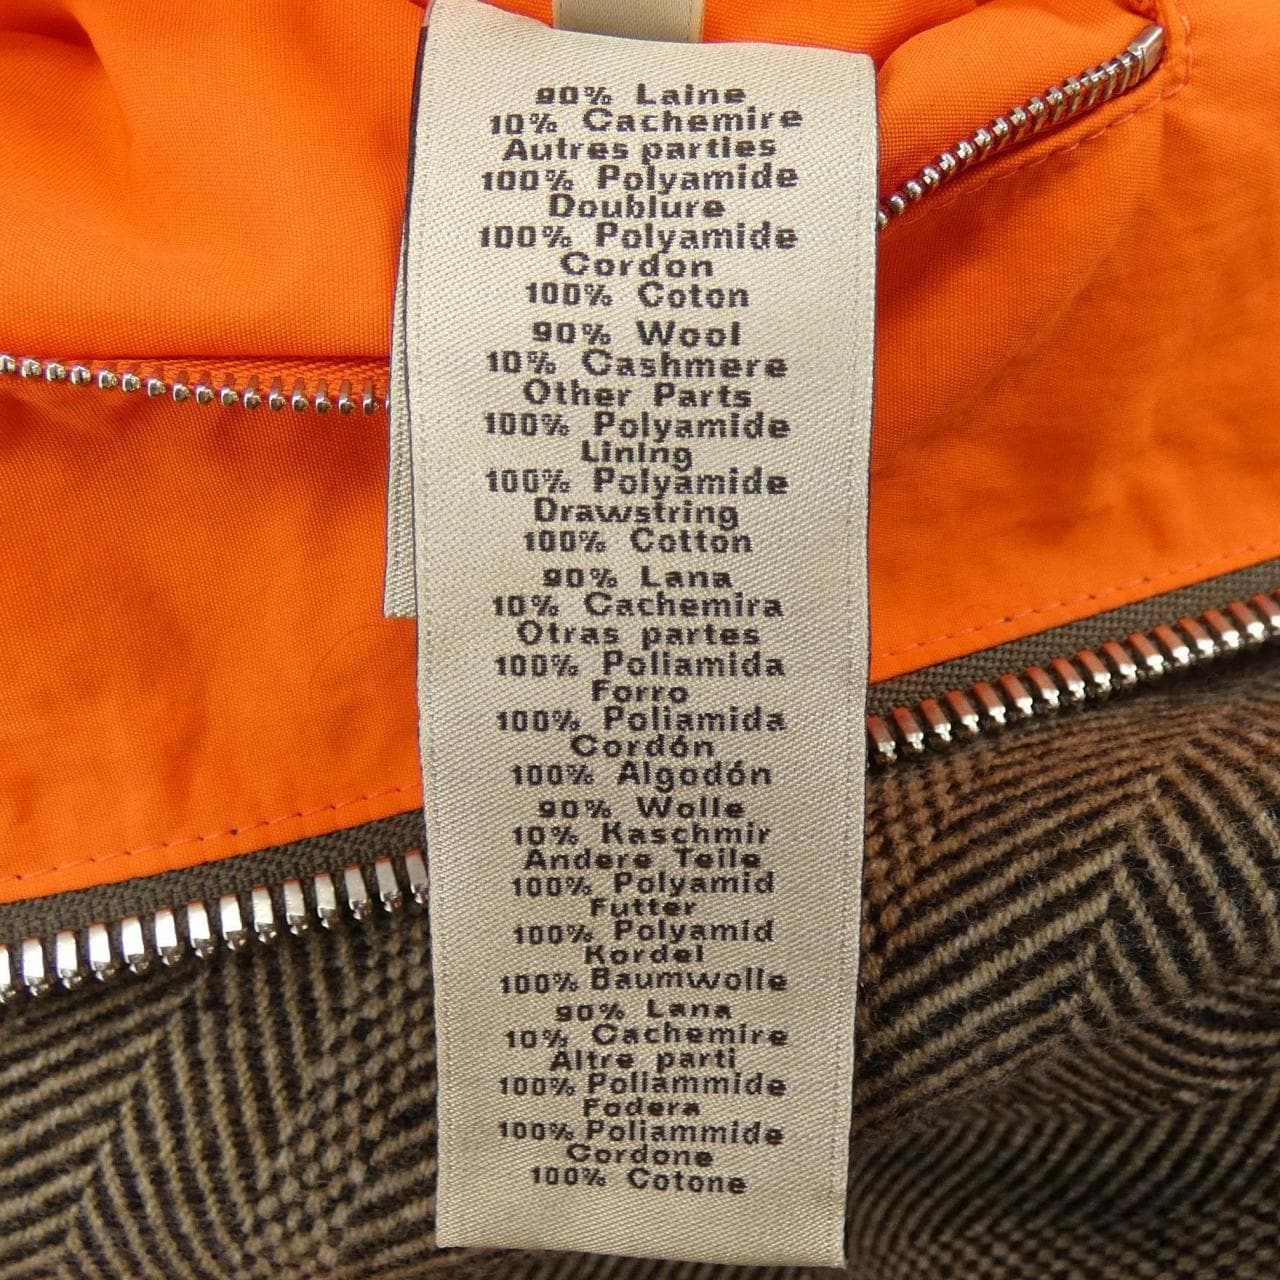 90% Laine
10% Cachemire
Autres parties
100% Polyamide
Doublure
100% Polyamide
Cordon
100% Coton
90% Wool
10% Cashmere
Other Parts
100% Polyamide
Lining
100% Polyamide
Drawstring
100% Cotton
90% Lana
10% Cachemira
Otras partes
100% Poliamida
Forro
100% Poliamida
Cordón
100% Algodón
90% Wolle
10% Kaschmir
Andere Teile
100% Polyamid
Futter
100% Polyamid
Kordel
100% Baumwolle
90% Lana
10% Cachemire
Altre parti
100% Poliammide
Fodera
100% Poliammide
Cordone
100% Cotone